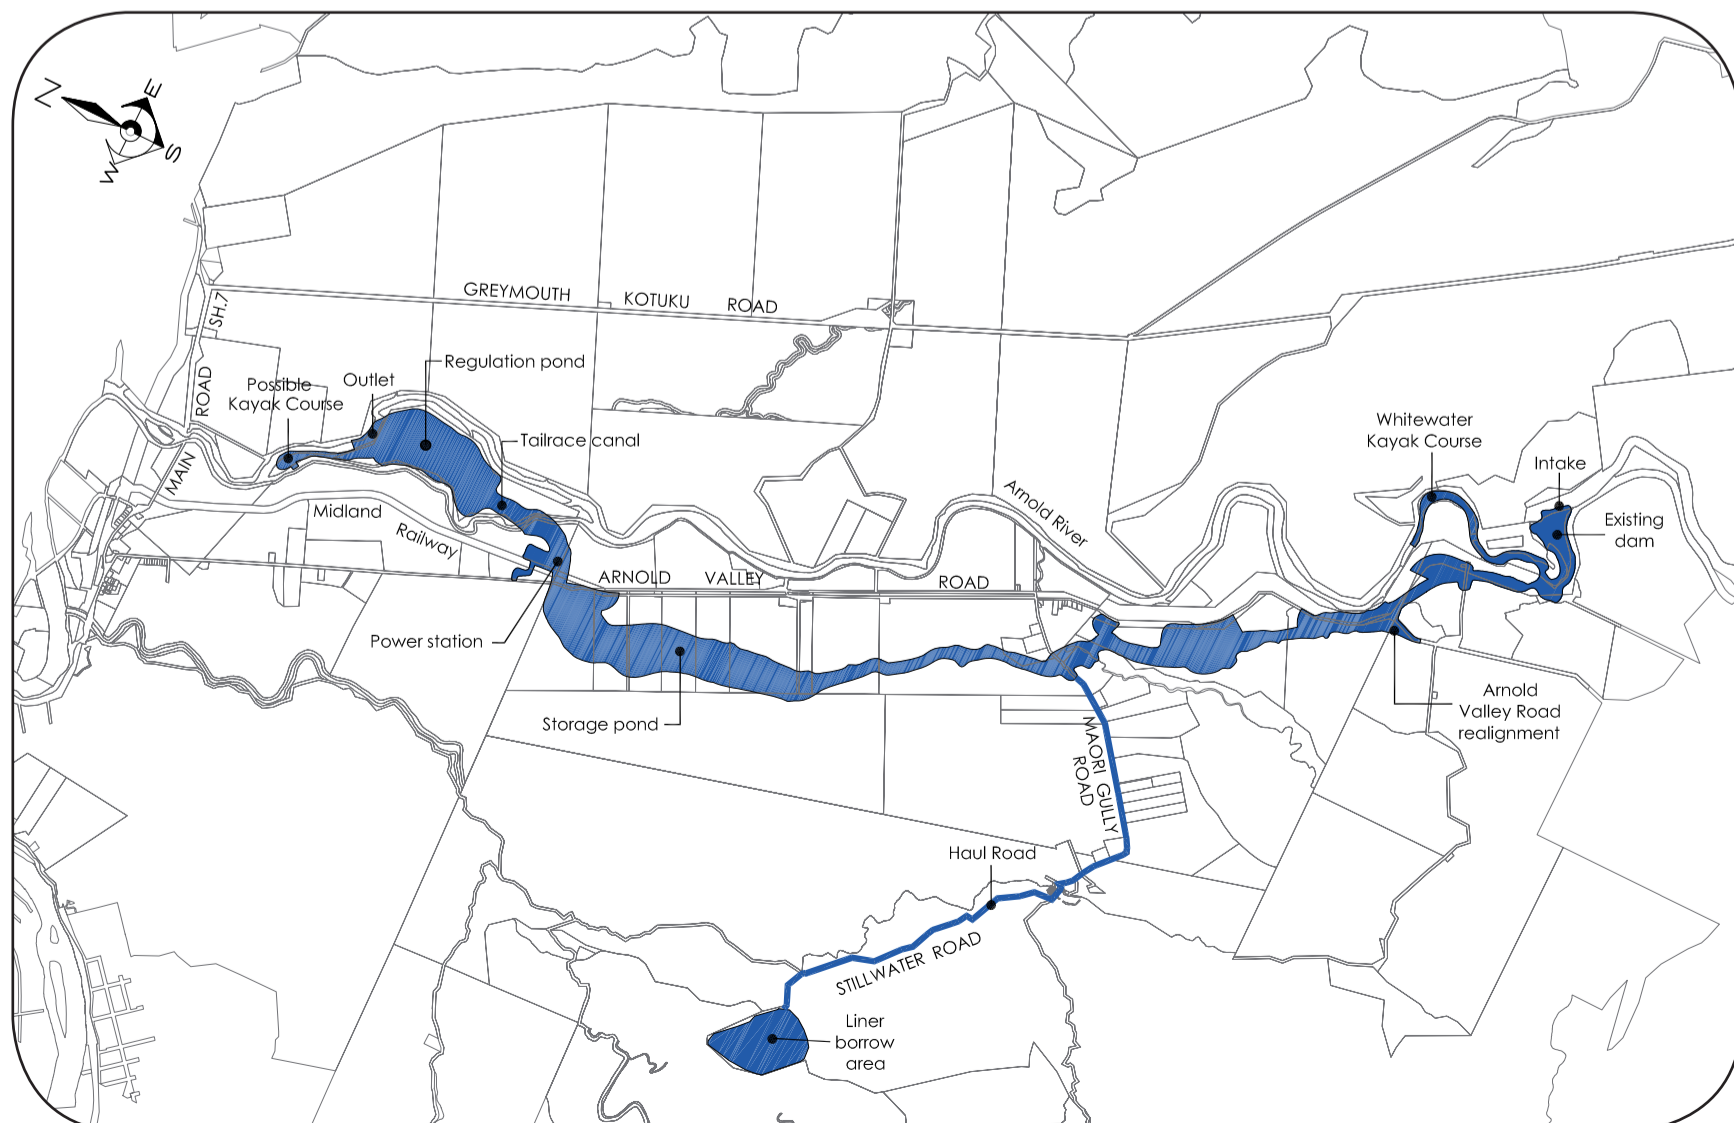 N
E
S
W
GREYMOUTH KOTUKU ROAD
SH.7
ROAD
MAIN
Regulation pond
Possible
Kayak Course
Outlet
Tailrace canal
Midland
Railway
Arnold River
Whitewater
Kayak Course
Intake
Existing
dam
ARNOLD VALLEY ROAD
Power station
Storage pond
Arnold
Valley Road
realignment
MAORI GULLY
ROAD
Haul Road
STILLWATER ROAD
Liner
borrow
area